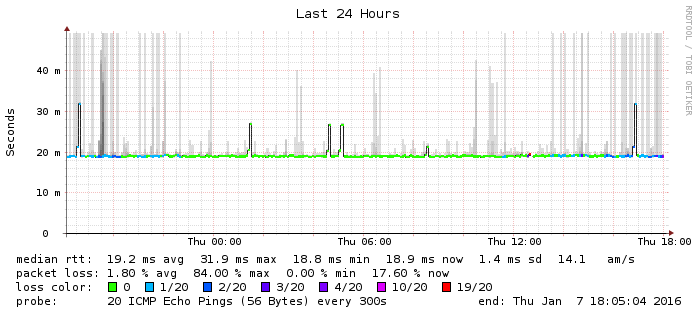 Last 24 Hours
RRDTOOL / TOBI OETIKER
Seconds
40 m
30 m
20 m
10 m
0
Thu 00:00 Thu 06:00 Thu 12:00 Thu 18:00
median rtt: 19.2 ms avg 31.9 ms max 18.8 ms min 18.9 ms now 1.4 ms sd 14.1 am/s
packet loss: 1.80 % avg 84.00 % max 0.00 % min 17.60 % now
loss color: 0 1/20 2/20 3/20 4/20 10/20 19/20
probe: 20 ICMP Echo Pings (56 Bytes) every 300s end: Thu Jan 7 18:05:04 2016